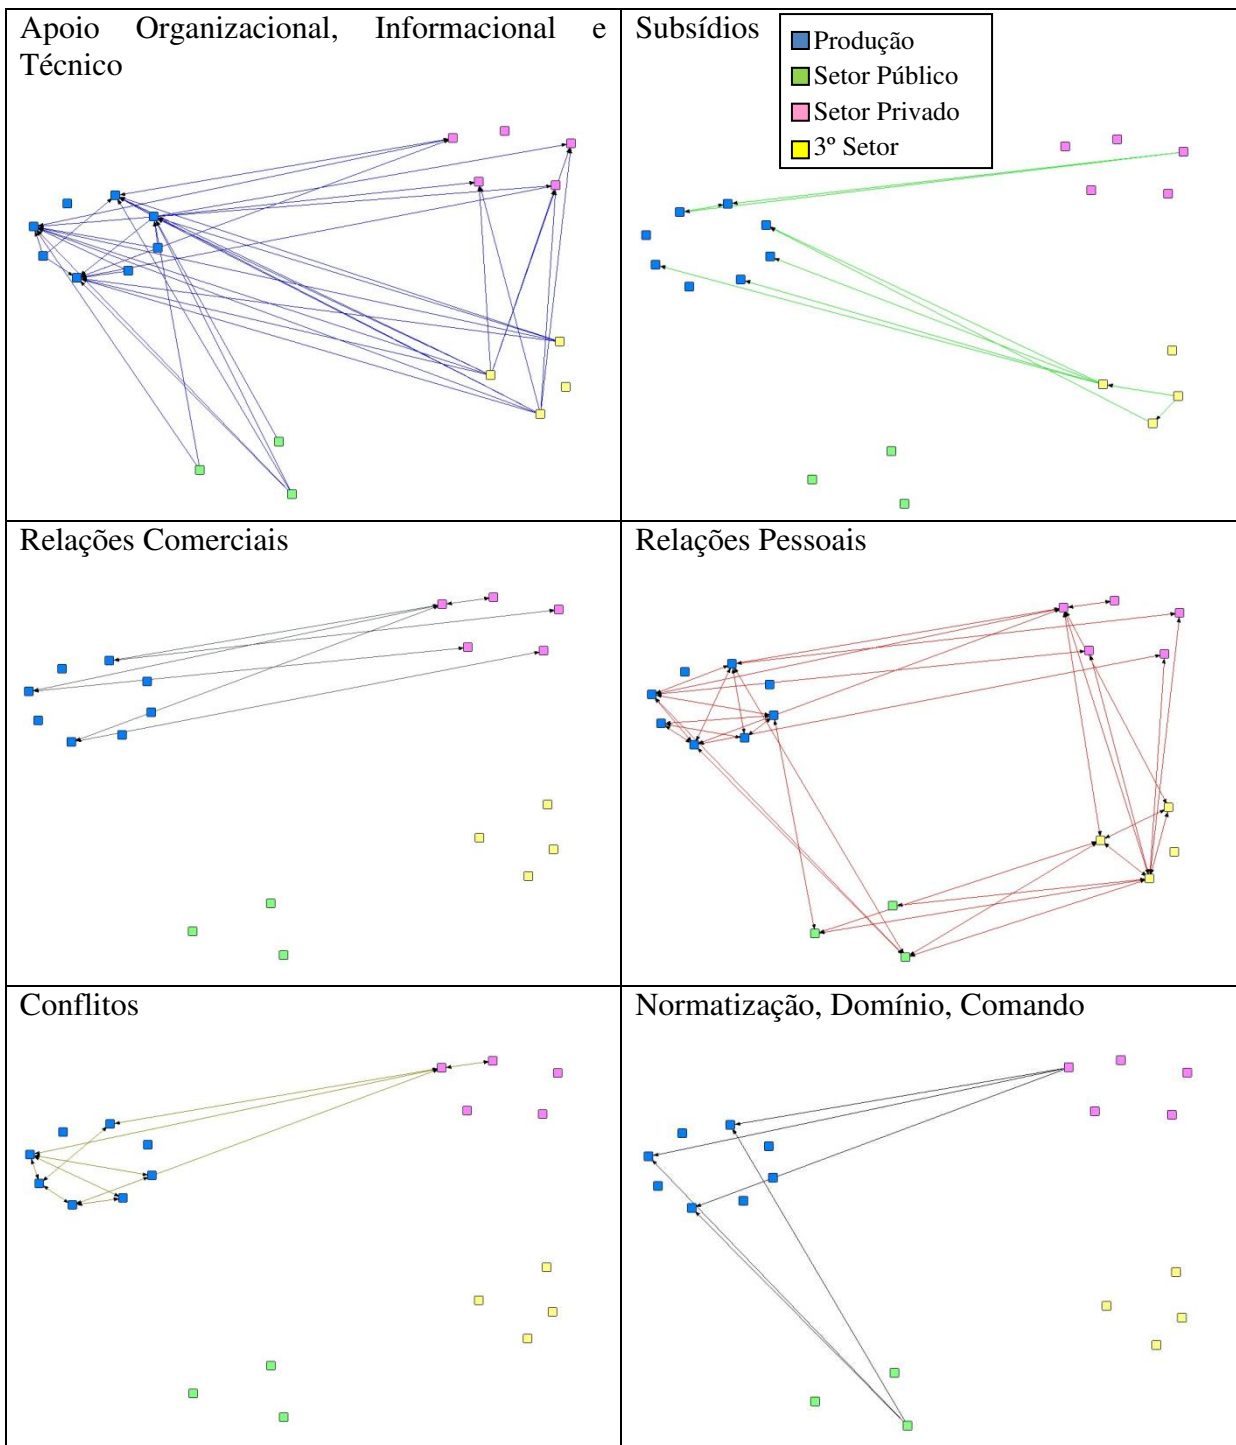 Apoio Organizacional, Informacional e
Técnico
Subsídios
Produção
Setor Público
Setor Privado
3º Setor
Relações Comerciais
Relações Pessoais
Conflitos
Normatização, Domínio, Comando